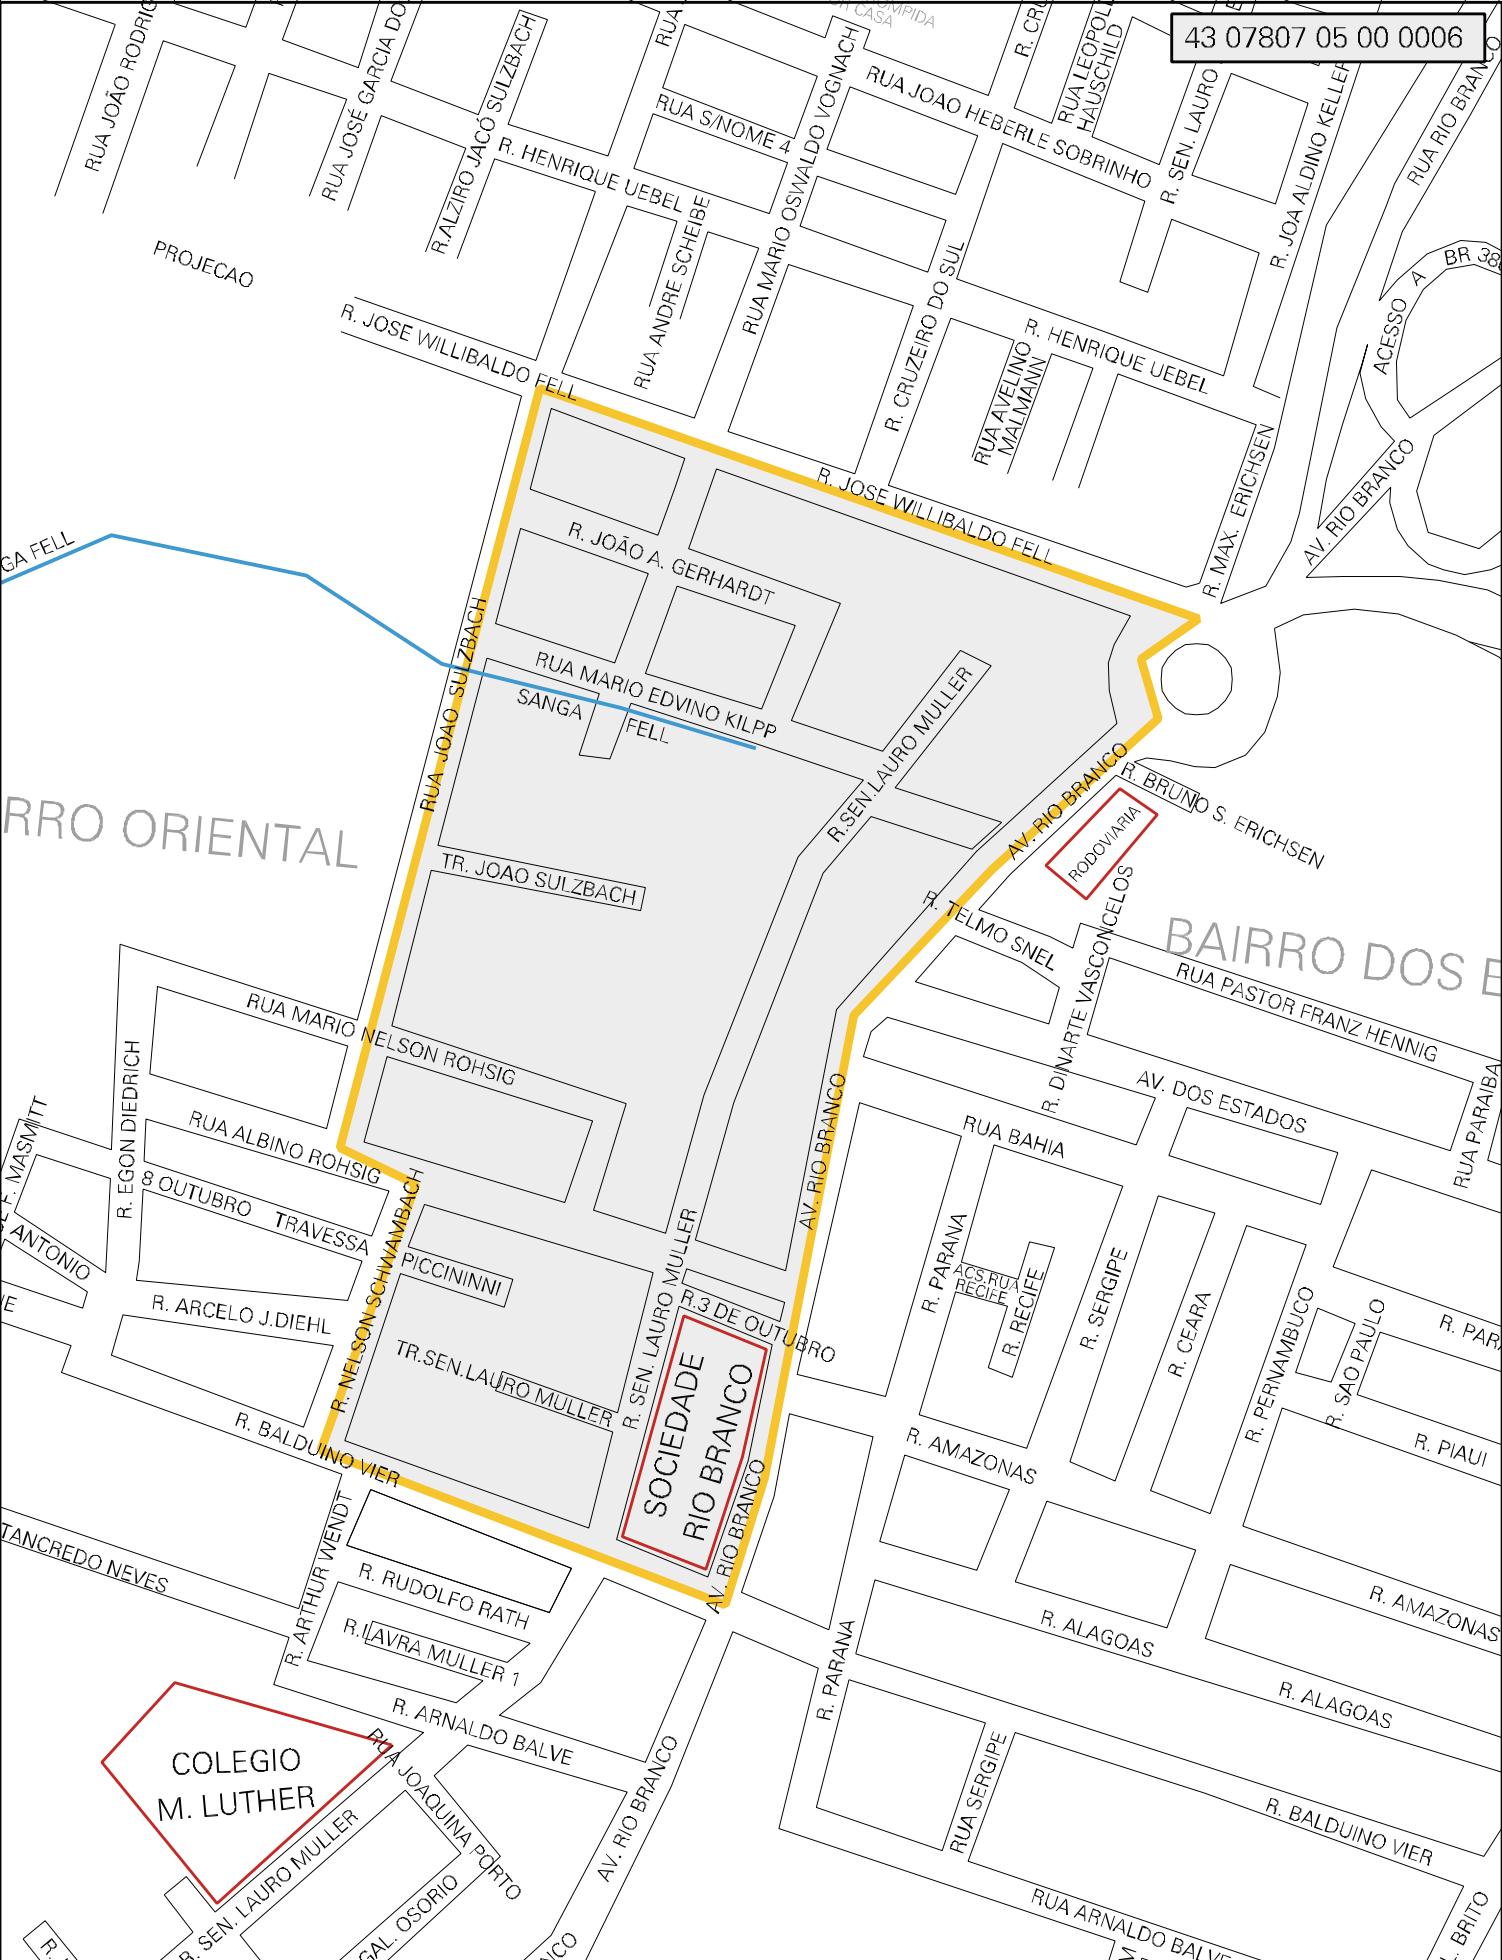 43 07807 05 00 0006
RUA JOÃO RODRIG
RUA JOSÉ GARCIA DO
R.ALZIRO JACÓ SULZBACH
RUA
R. CRU
RUA LEOPOL
HAUSCHILD
R. SEN. LAURO
R. JOA ALDINO KELLER
RUA RIO BRANCO
RUA JOAO HEBERLE SOBRINHO
RUA S/NOME 4
RUA MARIO OSWALDO VOGNACH
R. HENRIQUE UEBEL
RUA ANDRE SCHEIBE
PROJECAO
R. JOSE WILLIBALDO FELL
R. CRUZEIRO DO SUL
R. HENRIQUE UEBEL
RUA AVELINO
MALMANN
ACESSO A
BR 386
R. MAX. ERICHSEN
AV. RIO BRANCO
R. JOSE WILLIBALDO FELL
GA FELL
R. JOÃO A. GERHARDT
RUA JOAO SULZBACH
RUA MARIO EDVINO KILPP
SANGA FELL
R.SEN.LAURO MULLER
AV. RIO BRANCO
R. BRUNO S. ERICHSEN
RODOVIARIA
RRO ORIENTAL
TR. JOAO SULZBACH
R. TELMO SNEL
R. DINARTE VASCONCELOS
BAIRRO DOS E
RUA PASTOR FRANZ HENNIG
RUA MARIO NELSON ROHSIG
R. EGON DIEDRICH
AV. DOS ESTADOS
RUA PARAIBA
RUA ALBINO ROHSIG
F. MASMITT
8 OUTUBRO TRAVESSA
ANTONIO
RUA BAHIA
AV. RIO BRANCO
R. NELSON SCHWAMBACH
PICCININNI
R. SEN. LAURO MULLER
R. PARANA
ACS.RUA
RECIFE
R. RECIFE
R. SERGIPE
R. CEARA
R. PERNAMBUCO
R. SAO PAULO
R. PAR
R. ARCELO J.DIEHL
R.3 DE OUTUBRO
TR.SEN.LAURO MULLER
SOCIEDADE
RIO BRANCO
R. BALDUINO VIER
R. AMAZONAS
R. PIAUI
AV. RIO BRANCO
TANCREDO NEVES
R. ARTHUR WENDT
R. RUDOLFO RATH
R.LAVRA MULLER 1
R. ALAGOAS
R. AMAZONAS
R. PARANA
R. ALAGOAS
R. ARNALDO BALVE
COLEGIO
M. LUTHER
RUA JOAQUINA PORTO
AV. RIO BRANCO
RUA SERGIPE
R. BALDUINO VIER
R. SEN. LAURO MULLER
GAL. OSORIO
RUA ARNALDO BALVE
BRITO
NCO